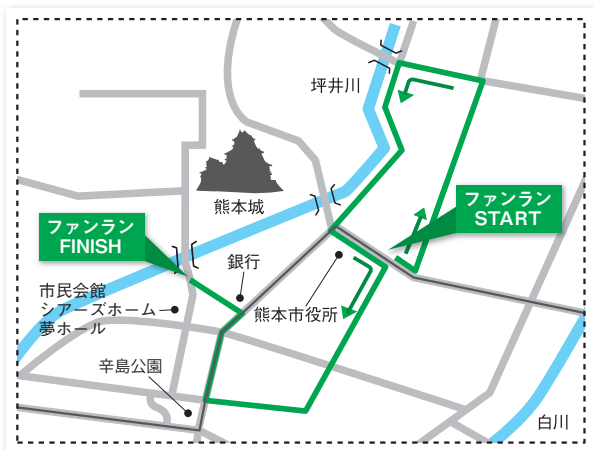 坪井川
熊本城
ファンラン
START
ファンラン
FINISH
銀行
熊本市役所
市民会館
シアーズホーム
夢ホール
辛島公園
白川